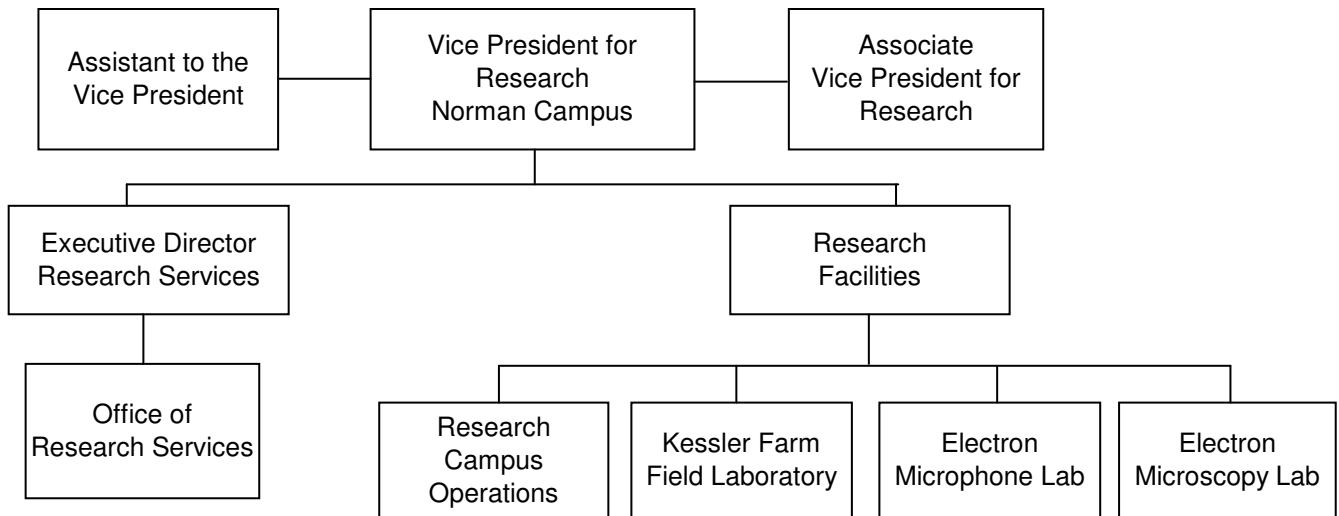 Assistant to the
Vice President
Vice President for
Research
Norman Campus
Associate
Vice President for
Research
Executive Director
Research Services
Research
Facilities
Office of
Research Services
Research
Campus
Operations
Kessler Farm
Field Laboratory
Electron
Microphone Lab
Electron
Microscopy Lab